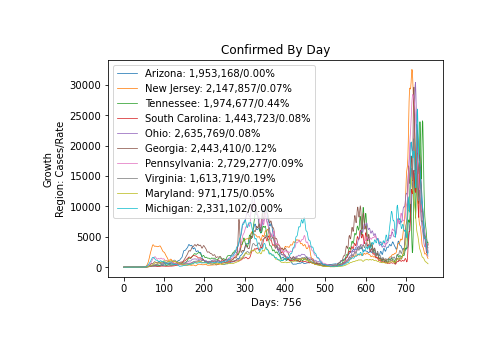 Confirmed By Day
Growth
Region: Cases/Rate
30000
25000
20000
15000
10000
5000
0
Arizona: 1,953,168/0.00%
New Jersey: 2,147,857/0.07%
Tennessee: 1,974,677/0.44%
South Carolina: 1,443,723/0.08%
Ohio: 2,635,769/0.08%
Georgia: 2,443,410/0.12%
Pennsylvania: 2,729,277/0.09%
Virginia: 1,613,719/0.19%
Maryland: 971,175/0.05%
Michigan: 2,331,102/0.00%
0 100 200 300 400 500 600 700
Days: 756